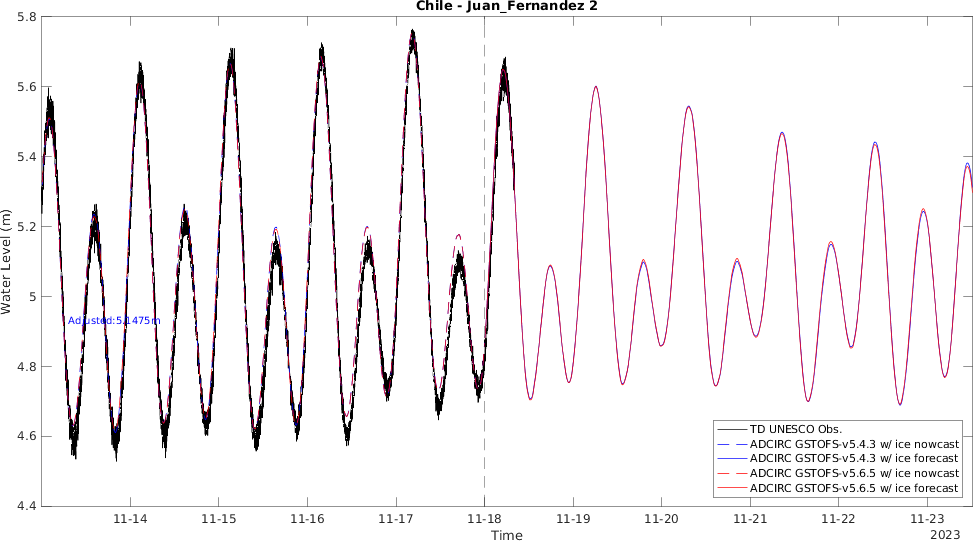 Chile - Juan_Fernandez 2
5.8
5.6
5.4
5.2
5
4.8
4.6
4.4
Water Level (m)
Adjusted:5.1475m
TD UNESCO Obs.
ADCIRC GSTOFS-v5.4.3 w/ ice nowcast
ADCIRC GSTOFS-v5.4.3 w/ ice forecast
ADCIRC GSTOFS-v5.6.5 w/ ice nowcast
ADCIRC GSTOFS-v5.6.5 w/ ice forecast
11-14 11-15 11-16 11-17 11-18 11-19 11-20 11-21 11-22 11-23
Time
2023